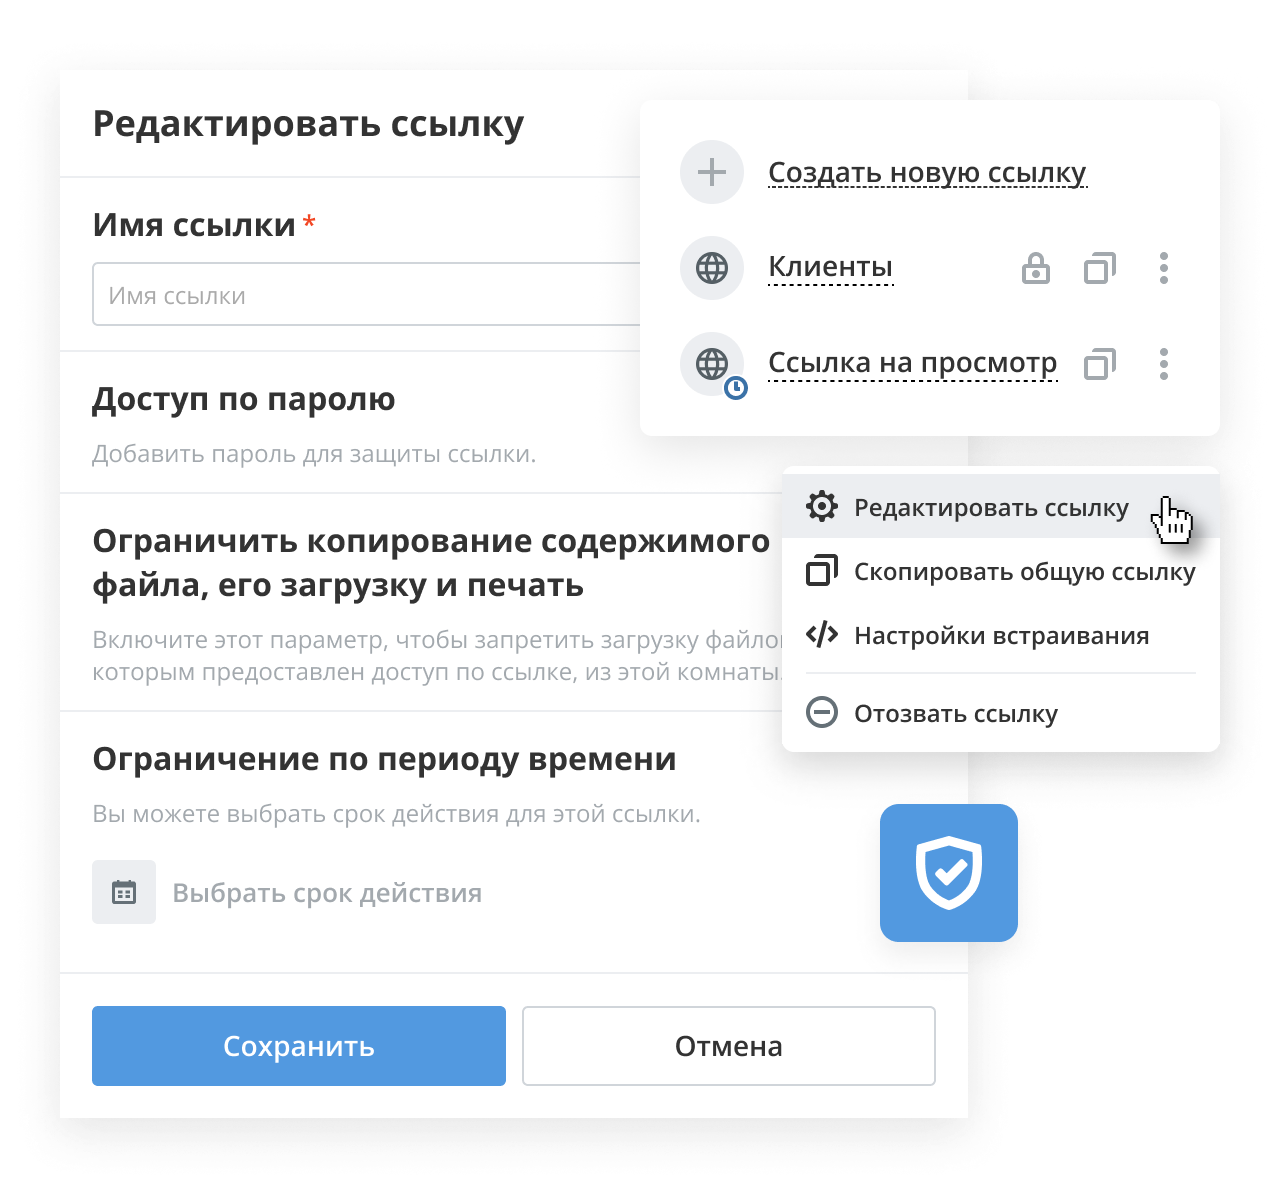 Редактировать ссылку
Имя ссылки *
Имя ссылки
Доступ по паролю
Добавить пароль для защиты ссылки.
Ограничить копирование содержимого
файла, его загрузку и печать
Включите этот параметр, чтобы запретить загрузку
которым предоставлен доступ по ссылке, из этой комнаты.
Ограничение по периоду времени
Вы можете выбрать срок действия для этой ссылки.
Выбрать срок действия
Сохранить
Отмена
Создать новую ссылку
Клиенты
Ссылка на просмотр
Редактировать ссылку
Скопировать общую ссылку
Настройки встраивания
Отозвать ссылку